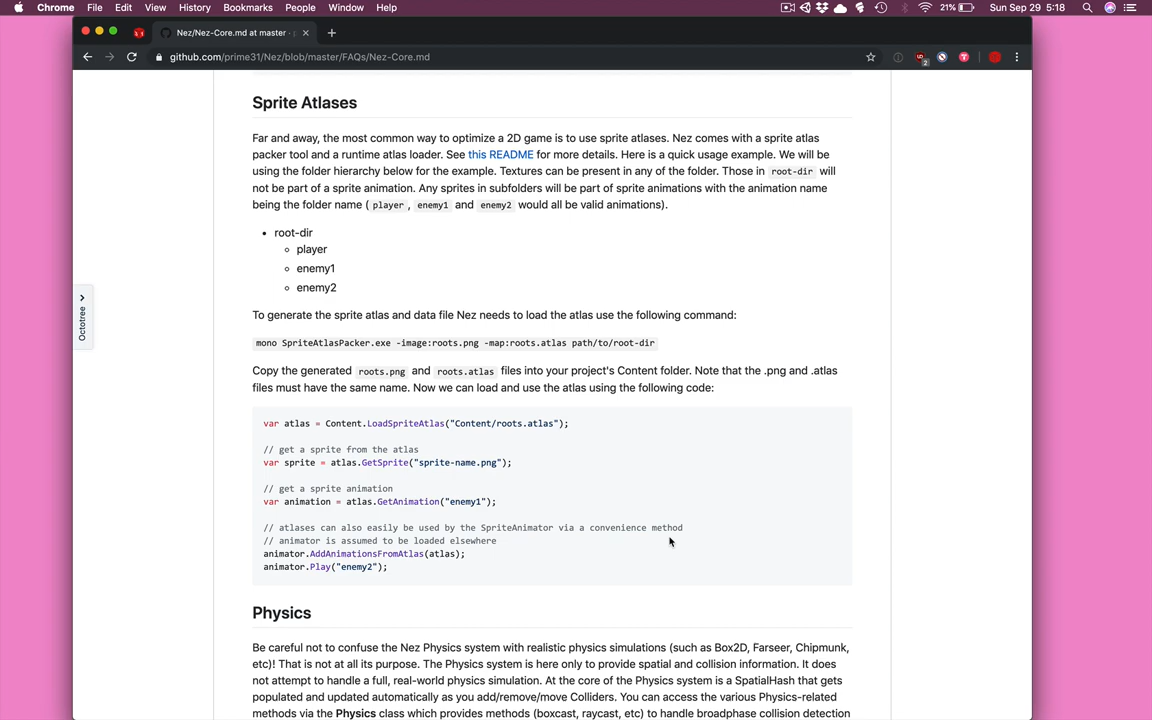 Chrome File Edit View History Bookmarks People Window Help 21% Sun Sep 29 5:18
Nez/Nez-Core.md at master ·
github.com/prime31/Nez/blob/master/FAQs/Nez-Core.md
2
Octotree
Sprite Atlases
Far and away, the most common way to optimize a 2D game is to use sprite atlases. Nez comes with a sprite atlas
packer tool and a runtime atlas loader. See this README for more details. Here is a quick usage example. We will be
using the folder hierarchy below for the example. Textures can be present in any of the folder. Those in root-dir will
not be part of a sprite animation. Any sprites in subfolders will be part of sprite animations with the animation name
being the folder name ( player , enemy1 and enemy2 would all be valid animations).
root-dir
player
enemy1
enemy2
To generate the sprite atlas and data file Nez needs to load the atlas use the following command:
mono SpriteAtlasPacker.exe -image:roots.png -map:roots.atlas path/to/root-dir
Copy the generated roots.png and roots.atlas files into your project's Content folder. Note that the .png and .atlas
files must have the same name. Now we can load and use the atlas using the following code:
var atlas = Content.LoadSpriteAtlas("Content/roots.atlas");
// get a sprite from the atlas
var sprite = atlas.GetSprite("sprite-name.png");
// get a sprite animation
var animation = atlas.GetAnimation("enemy1");
// atlases can also easily be used by the SpriteAnimator via a convenience method
// animator is assumed to be loaded elsewhere
animator.AddAnimationsFromAtlas(atlas);
animator.Play("enemy2");
Physics
Be careful not to confuse the Nez Physics system with realistic physics simulations (such as Box2D, Farseer, Chipmunk,
etc)! That is not at all its purpose. The Physics system is here only to provide spatial and collision information. It does
not attempt to handle a full, real-world physics simulation. At the core of the Physics system is a SpatialHash that gets
populated and updated automatically as you add/remove/move Colliders. You can access the various Physics-related
methods via the Physics class which provides methods (boxcast, raycast, etc) to handle broadphase collision detection